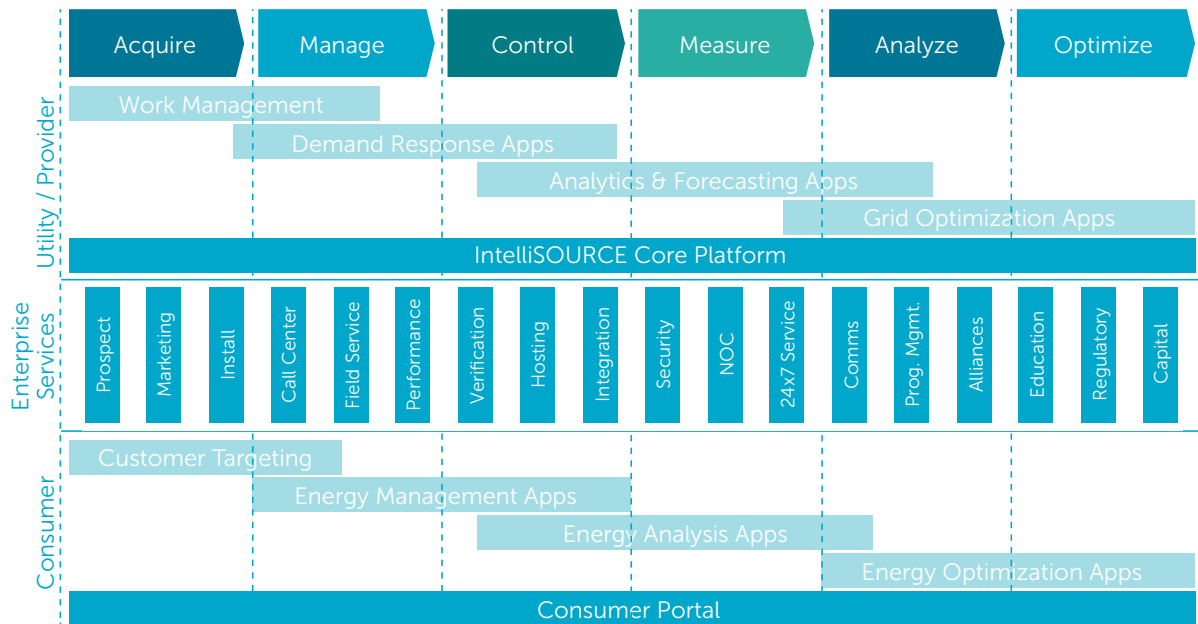 Acquire
Manage
Control
Measure
Analyze
Optimize
Utility / Provider
Work Management
Demand Response Apps
Analytics & Forecasting Apps
Grid Optimization Apps
IntelliSOURCE Core Platform
Enterprise
Services
Prospect
Marketing
Install
Call Center
Field Service
Performance
Verification
Hosting
Integration
Security
NOC
24x7 Service
Comms
Prog. Mgmt.
Alliances
Education
Regulatory
Capital
Consumer
Customer Targeting
Energy Management Apps
Energy Analysis Apps
Energy Optimization Apps
Consumer Portal